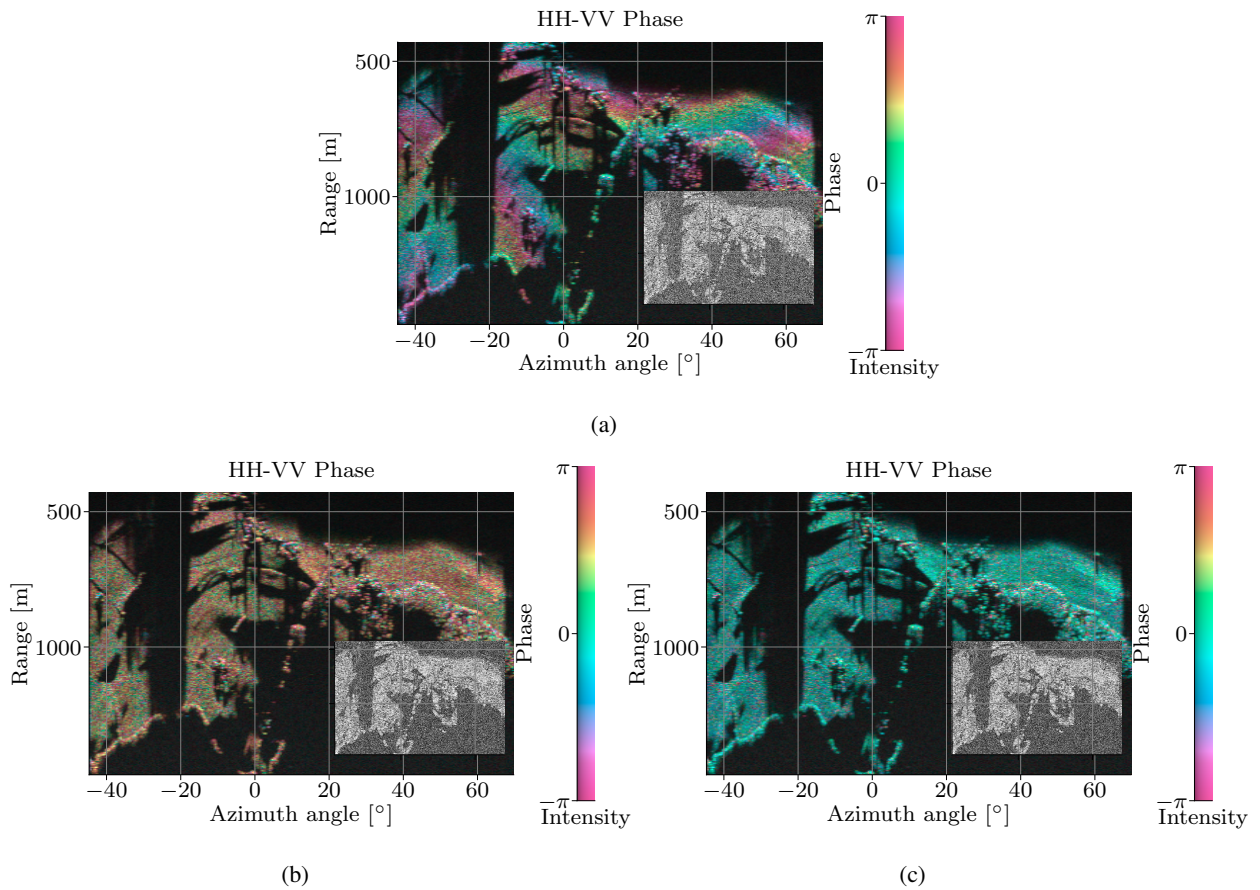 HH-VV Phase
π
500
Range [m]
1000
Phase
0
−π
−40 −20 0 20 40 60
Azimuth angle [°]
Intensity
(a)
HH-VV Phase
π
500
Range [m]
1000
Phase
0
−π
−40 −20 0 20 40 60
Azimuth angle [°]
Intensity
(b)
HH-VV Phase
π
500
Range [m]
1000
Phase
0
−π
−40 −20 0 20 40 60
Azimuth angle [°]
Intensity
(c)